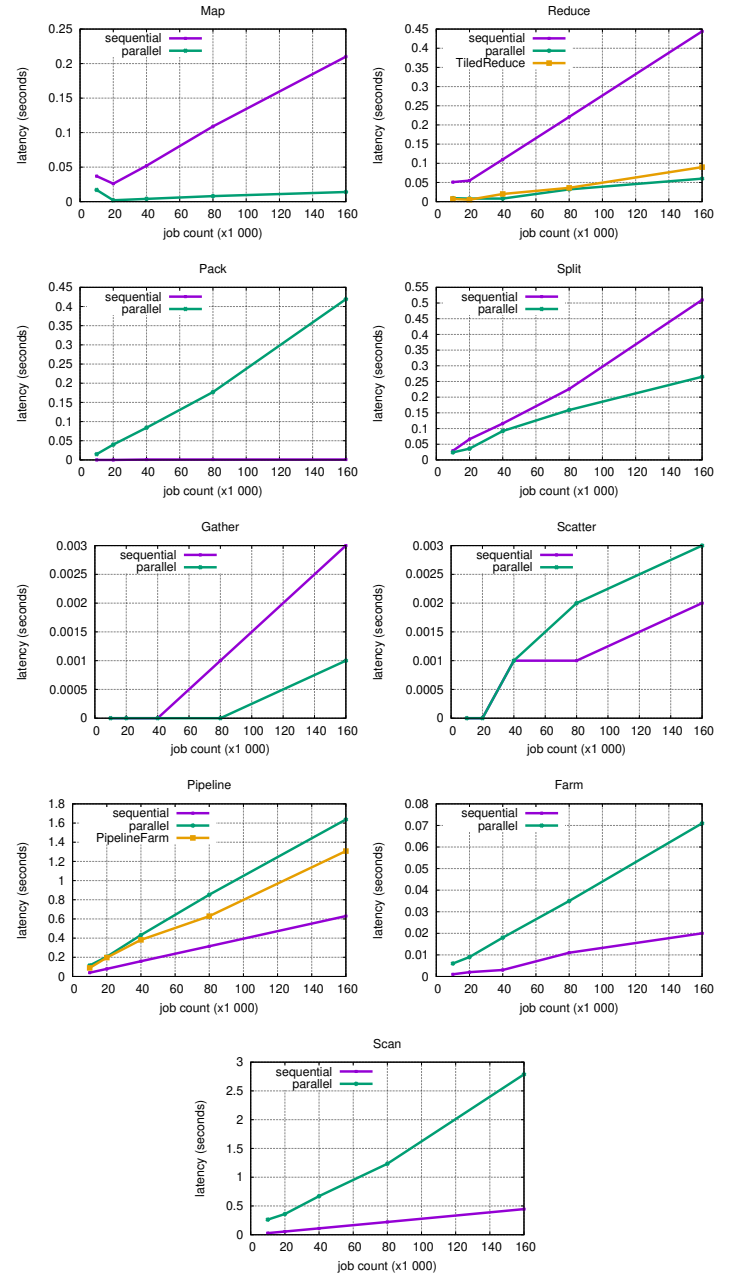 Map
0.25
0.2
0.15
0.1
0.05
0
0 20 40 60 80 100 120 140 160
latency (seconds)
job count (x1 000)
sequential
parallel
Reduce
0.45
0.4
0.35
0.3
0.25
0.2
0.15
0.1
0.05
0
0 20 40 60 80 100 120 140 160
latency (seconds)
job count (x1 000)
sequential
parallel
TiledReduce
Pack
0.45
0.4
0.35
0.3
0.25
0.2
0.15
0.1
0.05
0
0 20 40 60 80 100 120 140 160
latency (seconds)
job count (x1 000)
sequential
parallel
Split
0.55
0.5
0.45
0.4
0.35
0.3
0.25
0.2
0.15
0.1
0.05
0
0 20 40 60 80 100 120 140 160
latency (seconds)
job count (x1 000)
sequential
parallel
Gather
0.003
0.0025
0.002
0.0015
0.001
0.0005
0
0 20 40 60 80 100 120 140 160
latency (seconds)
job count (x1 000)
sequential
parallel
Scatter
0.003
0.0025
0.002
0.0015
0.001
0.0005
0
0 20 40 60 80 100 120 140 160
latency (seconds)
job count (x1 000)
sequential
parallel
Pipeline
1.8
1.6
1.4
1.2
1
0.8
0.6
0.4
0.2
0
0 20 40 60 80 100 120 140 160
latency (seconds)
job count (x1 000)
sequential
parallel
PipelineFarm
Farm
0.08
0.07
0.06
0.05
0.04
0.03
0.02
0.01
0
0 20 40 60 80 100 120 140 160
latency (seconds)
job count (x1 000)
sequential
parallel
Scan
3
2.5
2
1.5
1
0.5
0
0 20 40 60 80 100 120 140 160
latency (seconds)
job count (x1 000)
sequential
parallel